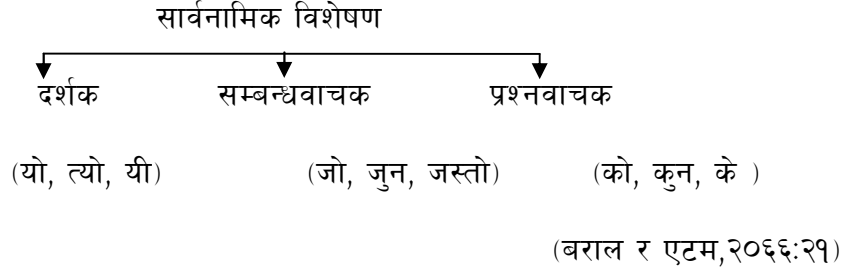 सार्वनामिक विशेषण
दर्शक सम्बन्धवाचक प्रश्नवाचक
(यो, त्यो, यी) (जो, जुन, जस्तो) (को, कुन, के )
(बराल र एटम,२०६६:२१)